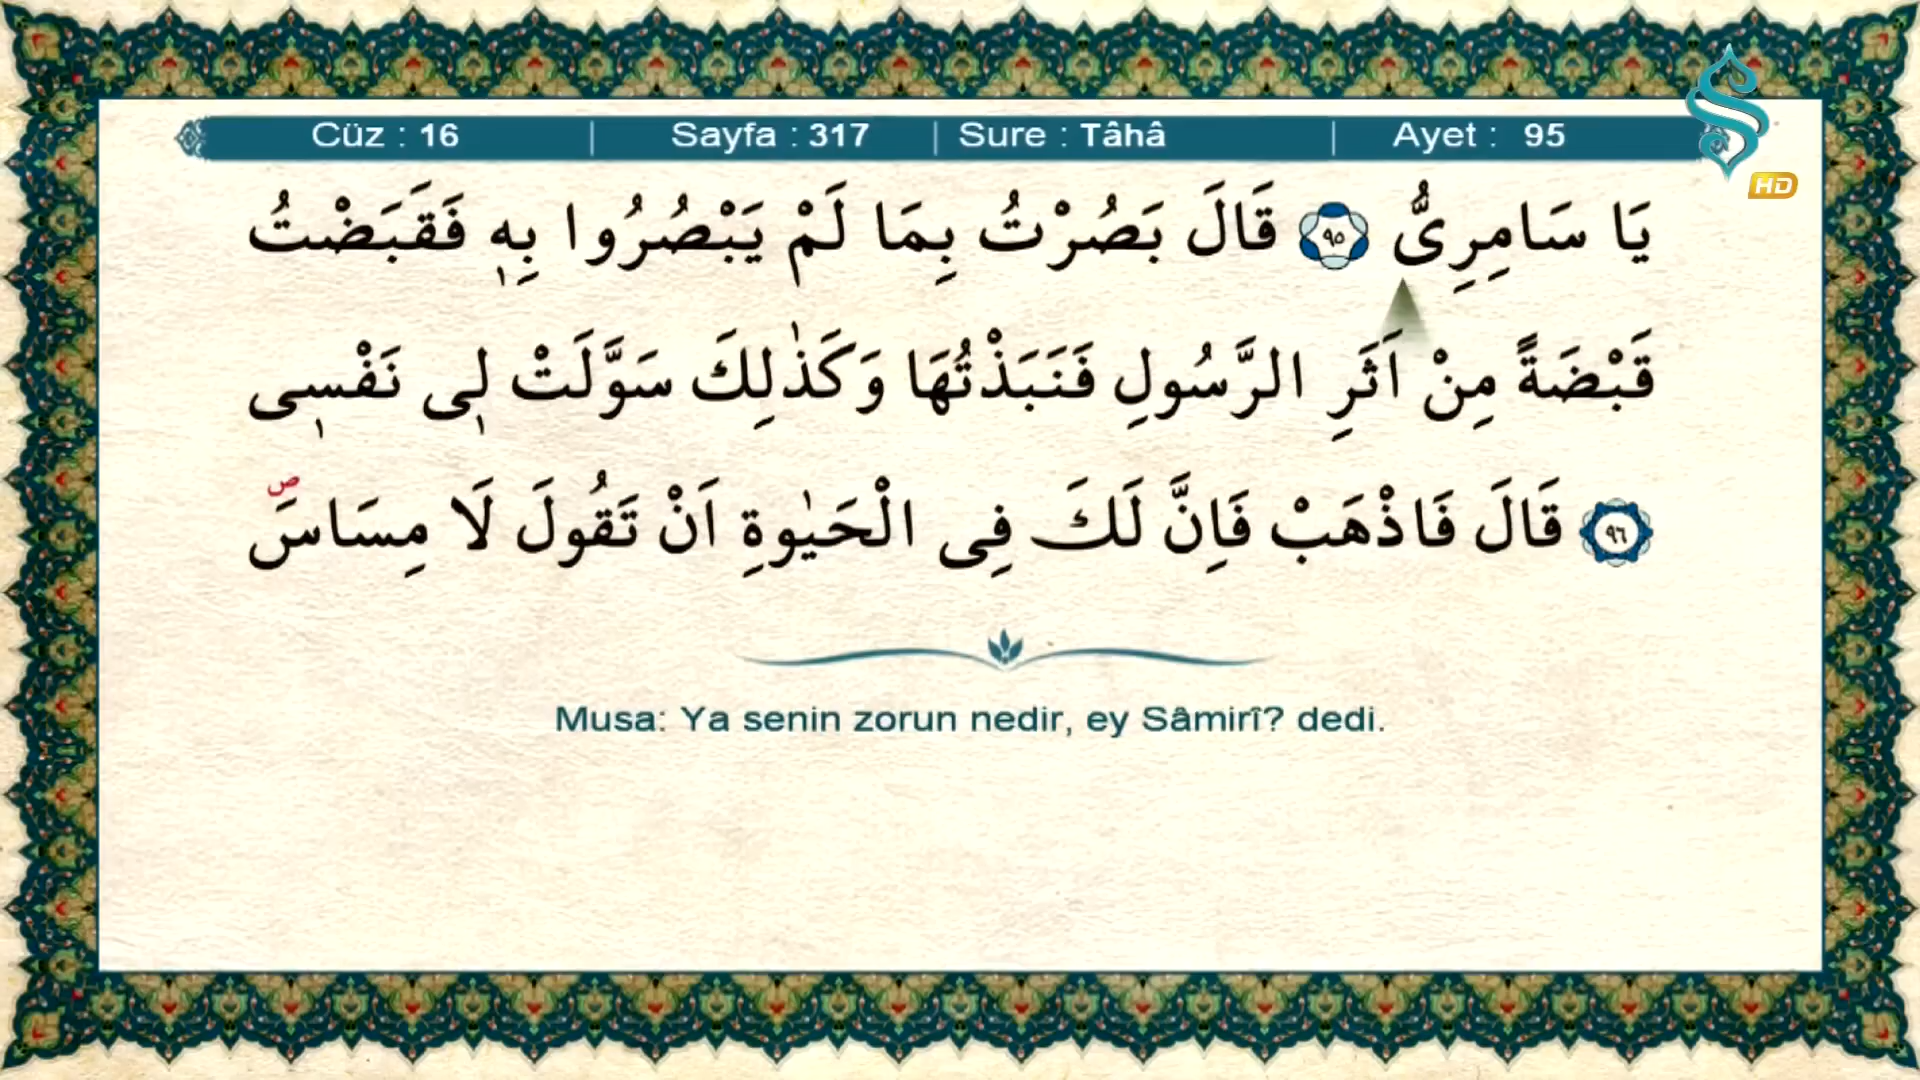 Cüz : 16 | Sayfa : 317 | Sure : Tâhâ | Ayet : 95
HD
يَا سَامِرِىُّ ﴿٩٥﴾ قَالَ بَصُرْتُ بِمَا لَمْ يَبْصُرُوا بِهٖ فَقَبَضْتُ
قَبْضَةً مِنْ اَثَرِ الرَّسُولِ فَنَبَذْتُهَا وَكَذٰلِكَ سَوَّلَتْ لٖى نَفْسٖى
﴿٩٦﴾ قَالَ فَاذْهَبْ فَاِنَّ لَكَ فِى الْحَيٰوةِ اَنْ تَقُولَ لَا مِسَاسَۖ
Musa: Ya senin zorun nedir, ey Sâmirî? dedi.